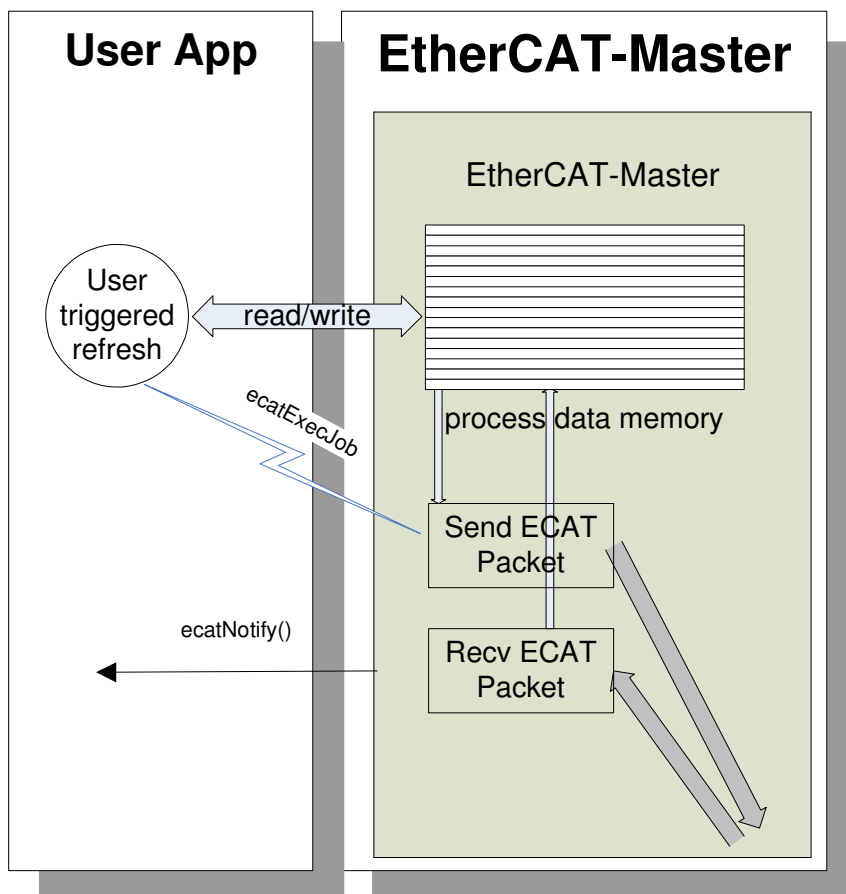 User App
EtherCAT-Master
EtherCAT-Master
User
triggered
refresh
read/write
ecatExecJob
process data memory
Send ECAT
Packet
ecatNotify()
Recv ECAT
Packet